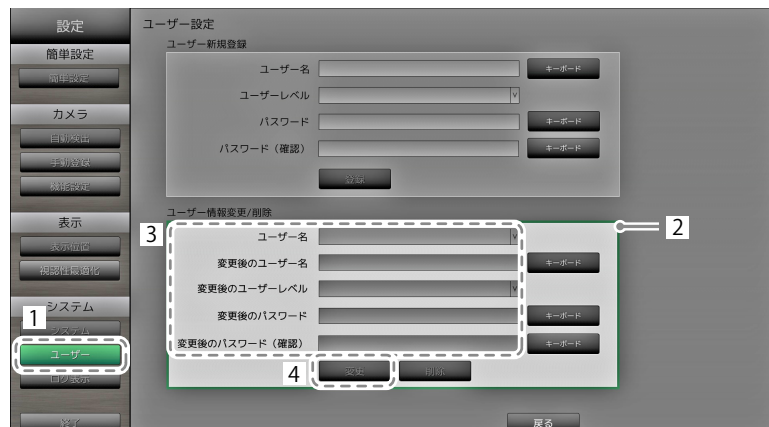 設定
簡単設定
簡単設定
カメラ
自動検出
手動登録
機能設定
表示
表示位置
視認性最適化
システム
1
システム
ユーザー
ログ表示
終了
ユーザー設定
ユーザー新規登録
ユーザー名 キーボード
ユーザーレベル
パスワード キーボード
パスワード（確認） キーボード
登録
ユーザー情報変更/削除
2
3
ユーザー名
変更後のユーザー名 キーボード
変更後のユーザーレベル
変更後のパスワード キーボード
変更後のパスワード（確認） キーボード
4 変更 削除
戻る